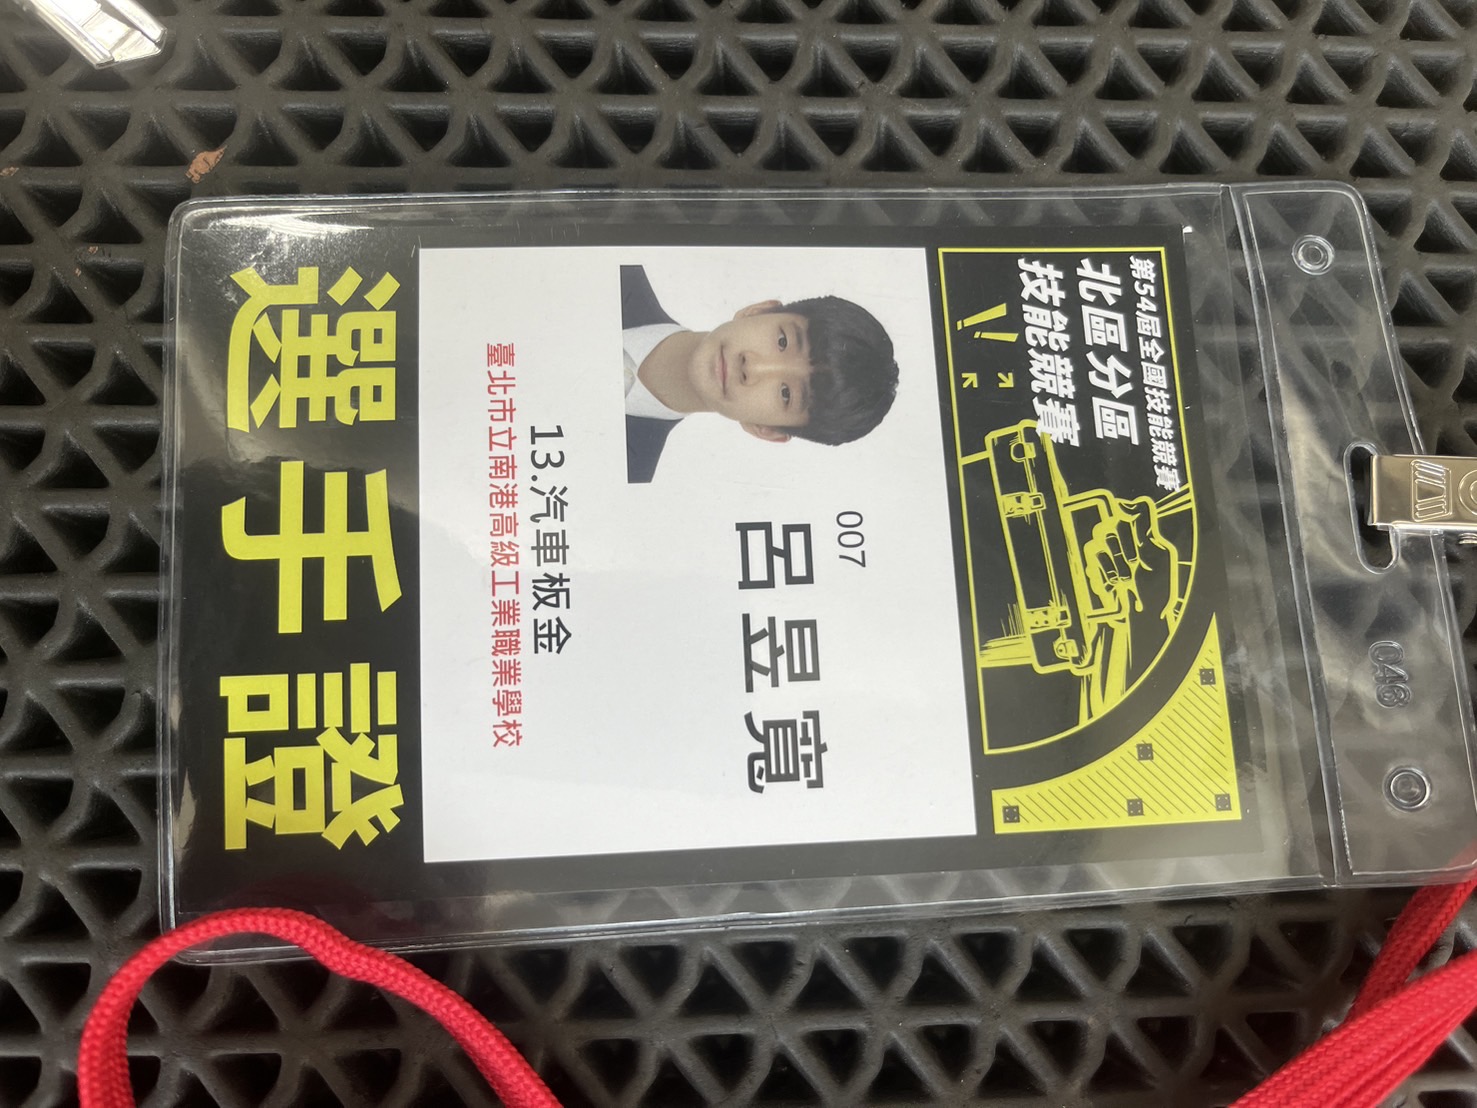 第54屆全國技能競賽
北區分區
技能競賽
007
呂昱寬
13.汽車板金
臺北市立南港高級工業職業學校
選手證
046